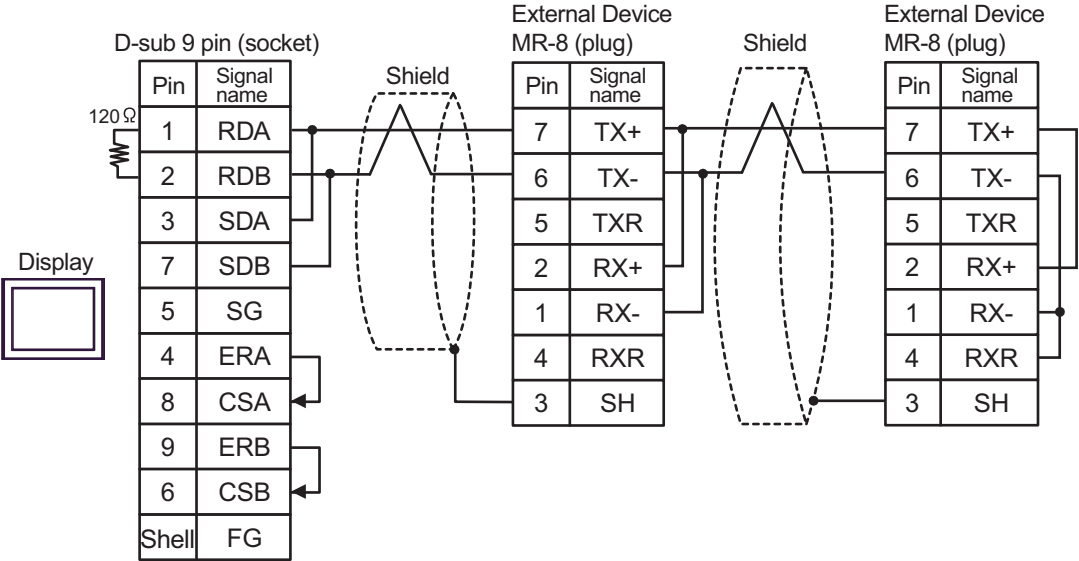 D-sub 9 pin (socket)
120Ω
Pin Signal name
1 RDA
2 RDB
3 SDA
7 SDB
5 SG
4 ERA
8 CSA
9 ERB
6 CSB
Shell FG
Display
Shield
External Device
MR-8 (plug)
Pin Signal name
7 TX+
6 TX-
5 TXR
2 RX+
1 RX-
4 RXR
3 SH
Shield
External Device
MR-8 (plug)
Pin Signal name
7 TX+
6 TX-
5 TXR
2 RX+
1 RX-
4 RXR
3 SH